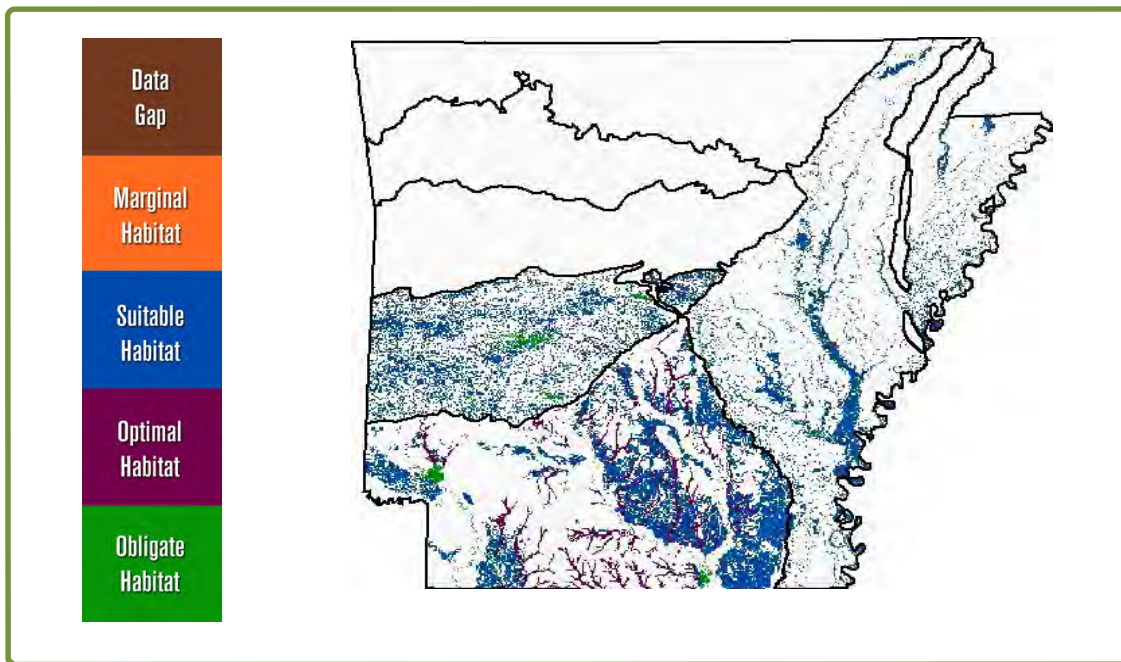 Data
Gap
Marginal
Habitat
Suitable
Habitat
Optimal
Habitat
Obligate
Habitat